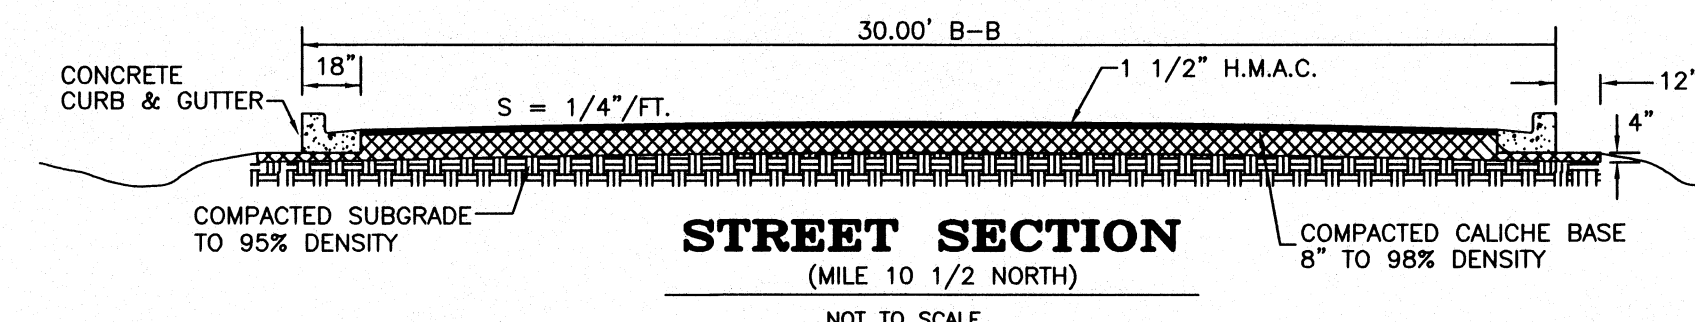 30.00' B-B
18"
1 1/2" H.M.A.C.
12'
CONCRETE
CURB & GUTTER
S = 1/4"/FT.
4"
COMPACTED SUBGRADE
TO 95% DENSITY
STREET SECTION
(MILE 10 1/2 NORTH)
COMPACTED CALICHE BASE
8" TO 98% DENSITY
NOT TO SCALE